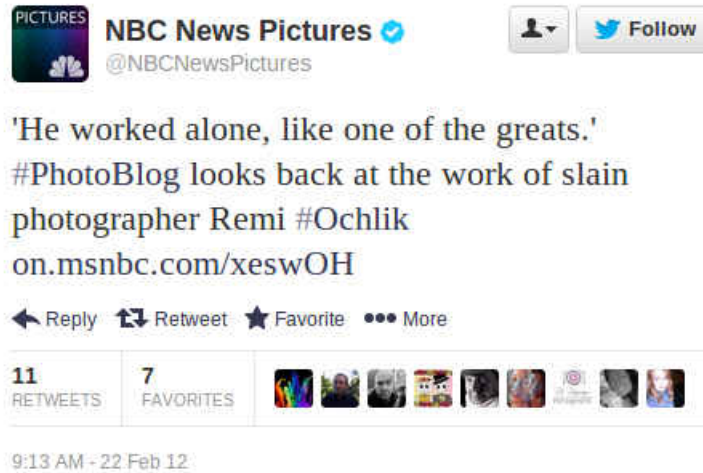 PICTURES
NBC News Pictures
@NBCNewsPictures
Follow
'He worked alone, like one of the greats.'
#PhotoBlog looks back at the work of slain
photographer Remi #Ochlik
on.msnbc.com/xeswOH
Reply Retweet Favorite More
11 7
RETWEETS FAVORITES
9:13 AM - 22 Feb 12